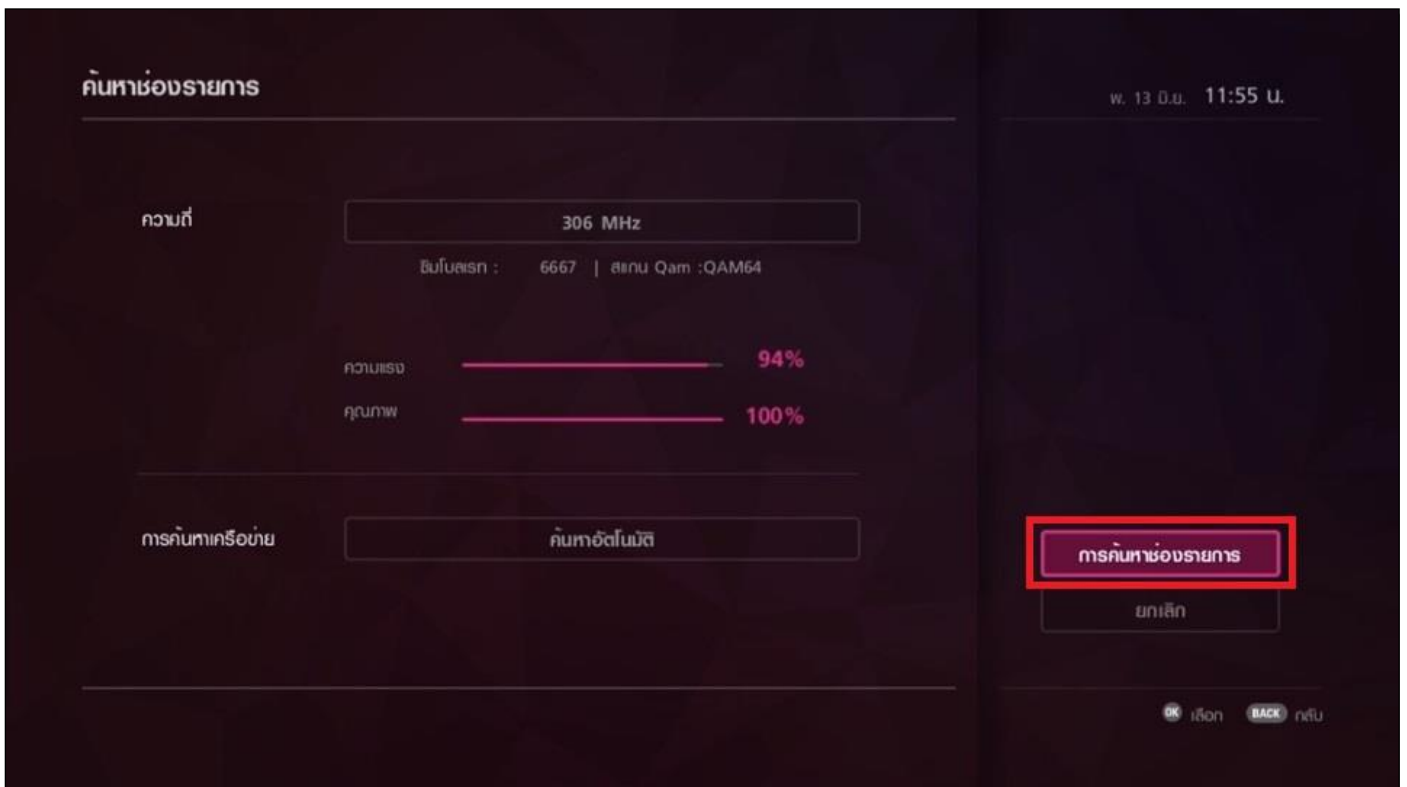 ค้นหาช่องรายการ
พ. 13 มิ.ย. 11:55 น.
ความถี่
306 MHz
ซิมโบลเรท : 6667 | สแกน Qam :QAM64
ความแรง 94%
คุณภาพ 100%
การค้นหาเครือข่าย
ค้นหาอัตโนมัติ
การค้นหาช่องรายการ
ยกเลิก
OK เลือก BACK กลับ